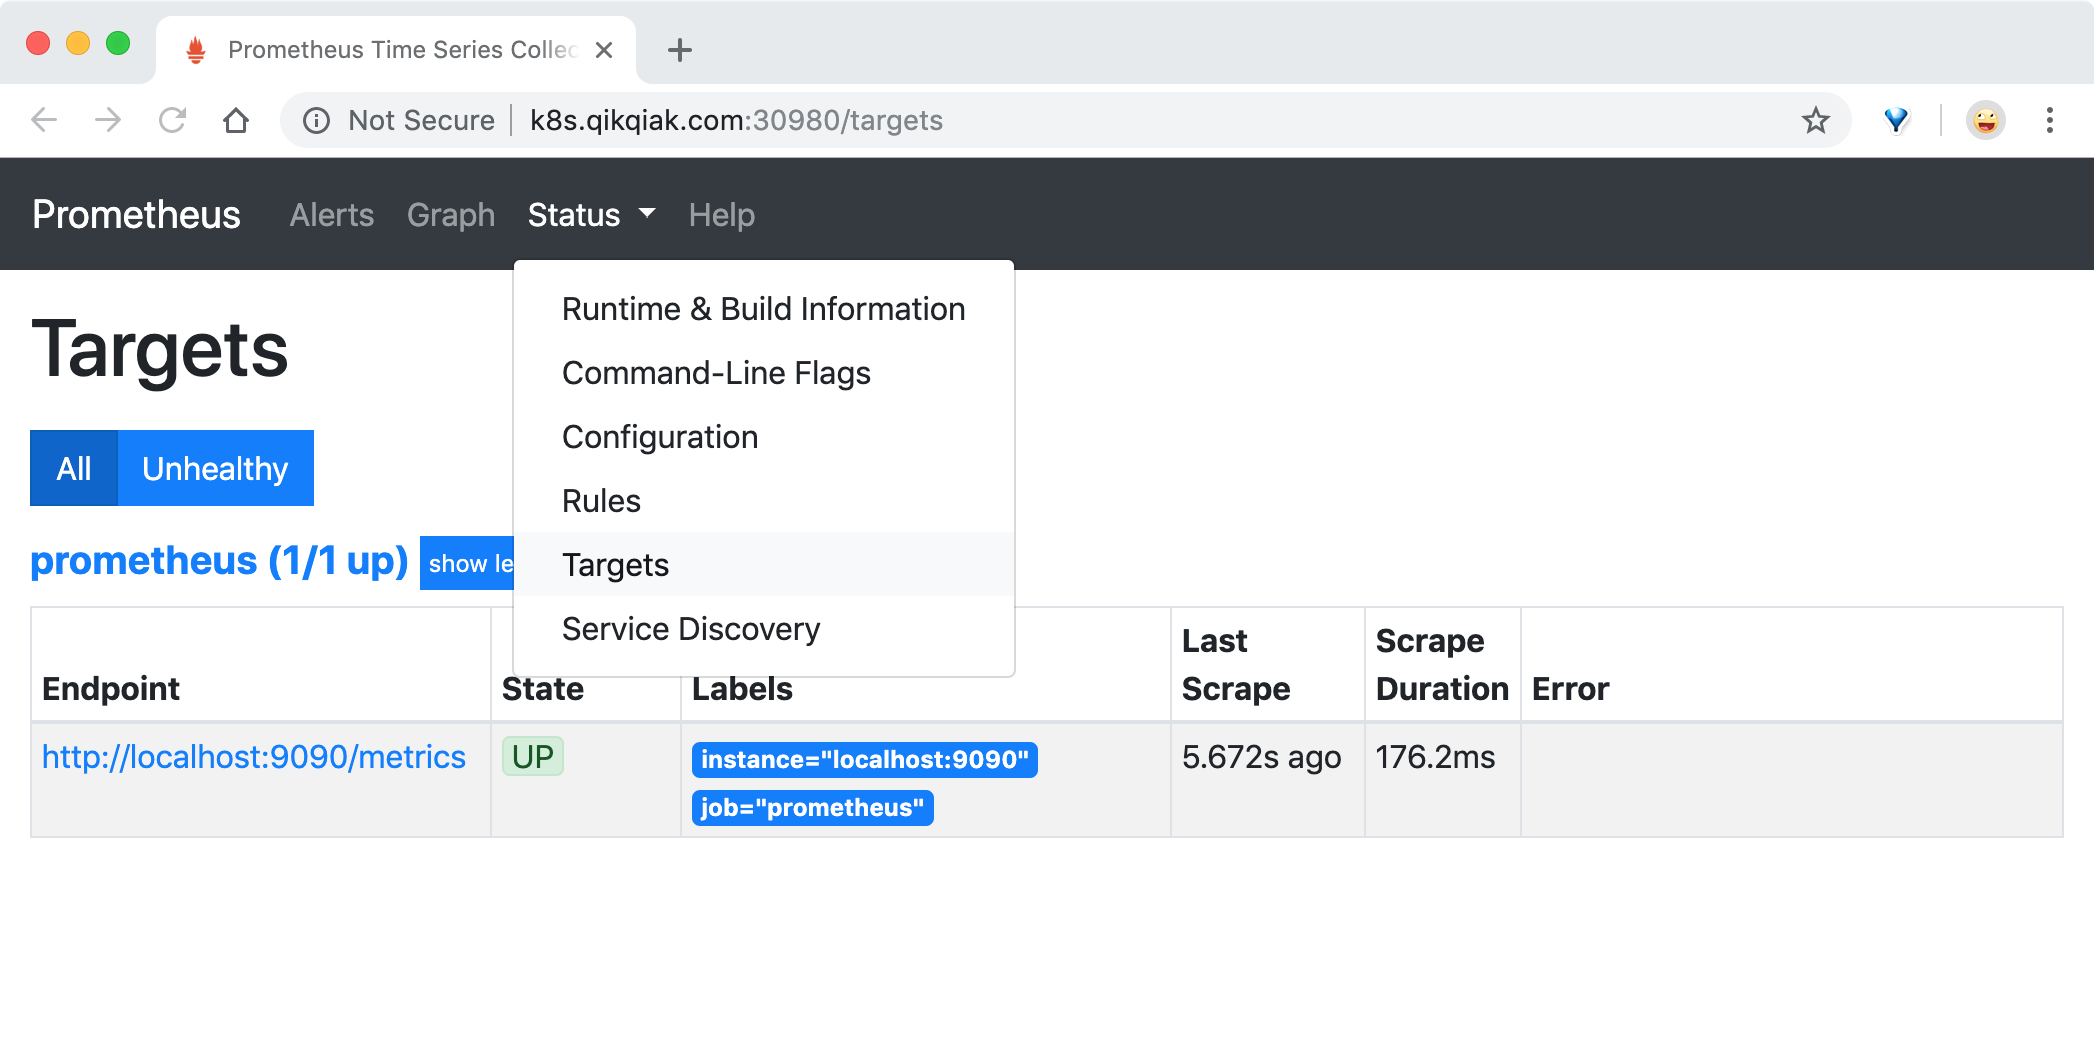 Prometheus Time Series Collec
Not Secure | k8s.qikqiak.com:30980/targets
Prometheus Alerts Graph Status Help
Runtime & Build Information
Command-Line Flags
Configuration
Rules
Targets
Service Discovery
Targets
All Unhealthy
prometheus (1/1 up) show le
Endpoint State Labels Last Scrape Scrape Duration Error
http://localhost:9090/metrics UP instance="localhost:9090" 5.672s ago 176.2ms
job="prometheus"